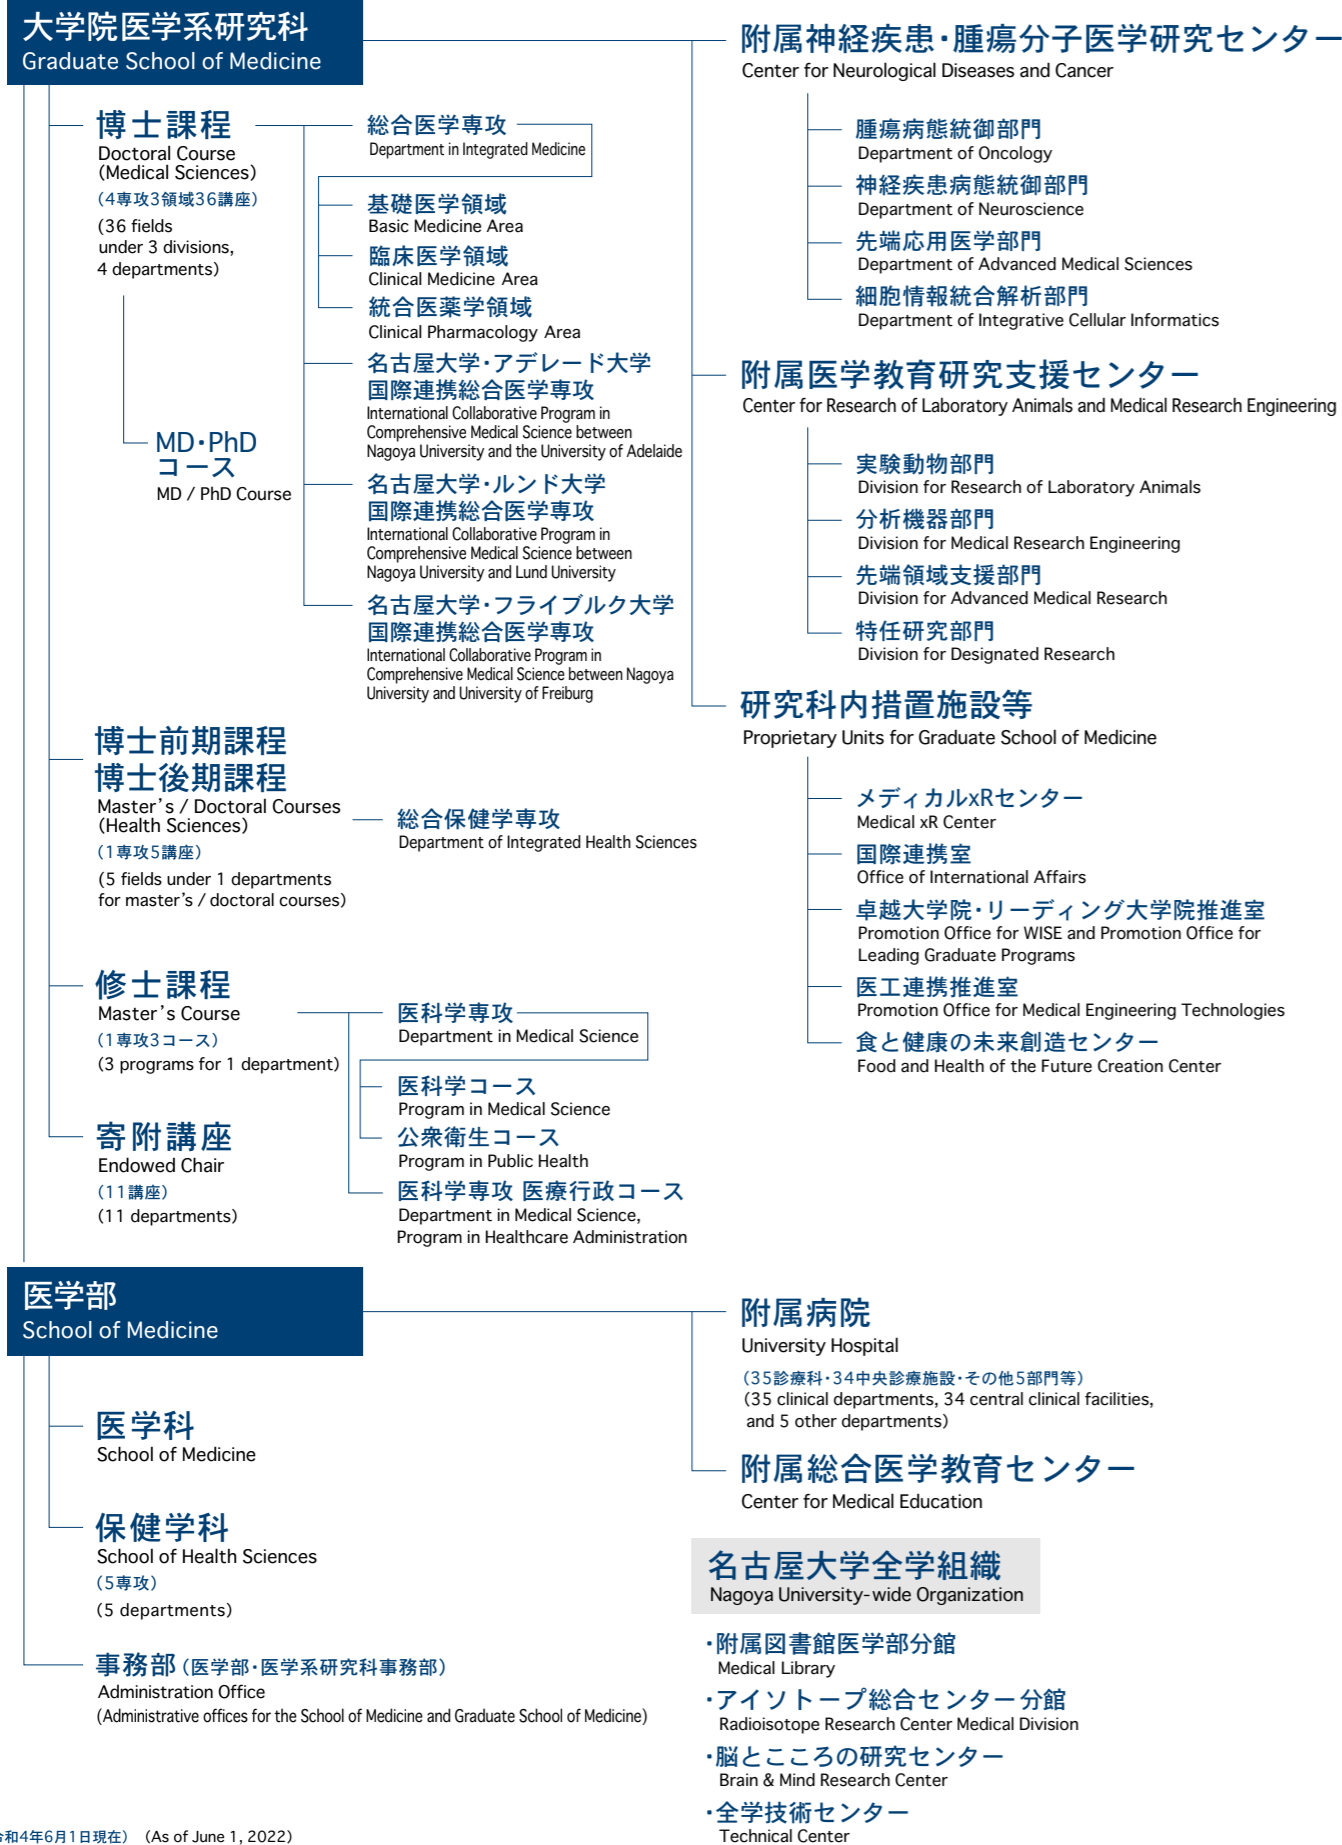 大学院医学系研究科
Graduate School of Medicine
博士課程
Doctoral Course
(Medical Sciences)
（4専攻3領域36講座）
(36 fields
under 3 divisions,
4 departments)
MD・PhD
コース
MD / PhD Course
総合医学専攻
Department in Integrated Medicine
基礎医学領域
Basic Medicine Area
臨床医学領域
Clinical Medicine Area
統合医薬学領域
Clinical Pharmacology Area
名古屋大学・アデレード大学
国際連携総合医学専攻
International Collaborative Program in
Comprehensive Medical Science between
Nagoya University and the University of Adelaide
名古屋大学・ルンド大学
国際連携総合医学専攻
International Collaborative Program in
Comprehensive Medical Science between
Nagoya University and Lund University
名古屋大学・フライブルク大学
国際連携総合医学専攻
International Collaborative Program in
Comprehensive Medical Science between Nagoya
University and University of Freiburg
博士前期課程
博士後期課程
Master's / Doctoral Courses
(Health Sciences)
（1専攻5講座）
(5 fields under 1 departments
for master's / doctoral courses)
総合保健学専攻
Department of Integrated Health Sciences
修士課程
Master's Course
（1専攻3コース）
(3 programs for 1 department)
医科学専攻
Department in Medical Science
医科学コース
Program in Medical Science
公衆衛生コース
Program in Public Health
医科学専攻 医療行政コース
Department in Medical Science,
Program in Healthcare Administration
寄附講座
Endowed Chair
（11講座）
(11 departments)
附属神経疾患・腫瘍分子医学研究センター
Center for Neurological Diseases and Cancer
腫瘍病態統御部門
Department of Oncology
神経疾患病態統御部門
Department of Neuroscience
先端応用医学部門
Department of Advanced Medical Sciences
細胞情報統合解析部門
Department of Integrative Cellular Informatics
附属医学教育研究支援センター
Center for Research of Laboratory Animals and Medical Research Engineering
実験動物部門
Division for Research of Laboratory Animals
分析機器部門
Division for Medical Research Engineering
先端領域支援部門
Division for Advanced Medical Research
特任研究部門
Division for Designated Research
研究科内措置施設等
Proprietary Units for Graduate School of Medicine
メディカルxRセンター
Medical xR Center
国際連携室
Office of International Affairs
卓越大学院・リーディング大学院推進室
Promotion Office for WISE and Promotion Office for
Leading Graduate Programs
医工連携推進室
Promotion Office for Medical Engineering Technologies
食と健康の未来創造センター
Food and Health of the Future Creation Center
医学部
School of Medicine
医学科
School of Medicine
保健学科
School of Health Sciences
（5専攻）
(5 departments)
事務部（医学部・医学系研究科事務部）
Administration Office
(Administrative offices for the School of Medicine and Graduate School of Medicine)
附属病院
University Hospital
（35診療科・34中央診療施設・その他5部門等）
(35 clinical departments, 34 central clinical facilities,
and 5 other departments)
附属総合医学教育センター
Center for Medical Education
名古屋大学全学組織
Nagoya University-wide Organization
・附属図書館医学部分館
Medical Library
・アイソトープ総合センター分館
Radioisotope Research Center Medical Division
・脳とこころの研究センター
Brain & Mind Research Center
・全学技術センター
Technical Center
和4年6月1日現在）（As of June 1, 2022）